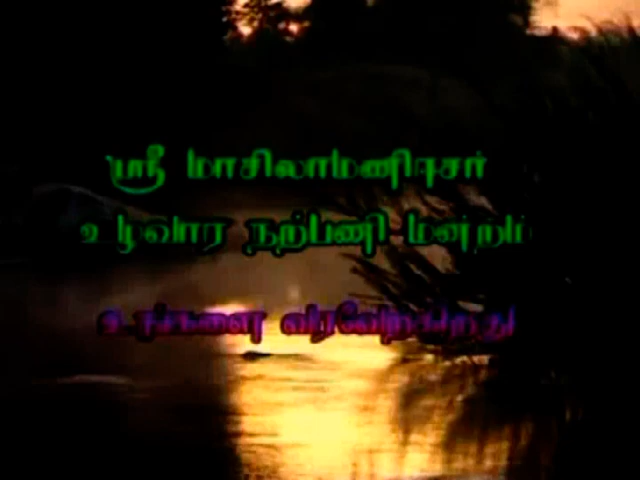 ஸ்ரீ மாசிலாமணிஈசர்
உழவார நற்பணி மன்றம்
உங்களை வரவேற்கிறது